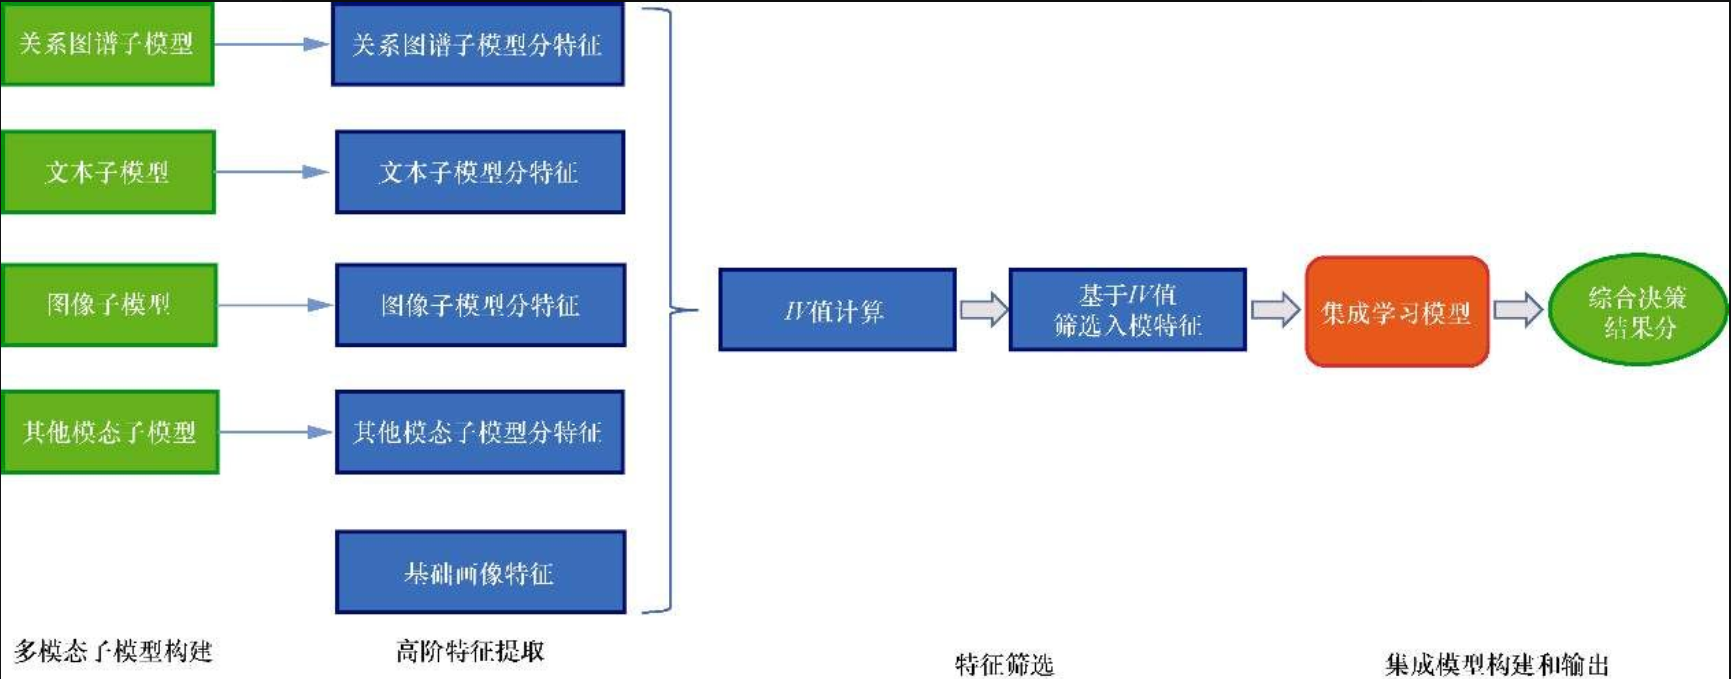 关系图谱子模型
关系图谱子模型分特征
文本子模型
文本子模型分特征
图像子模型
图像子模型分特征
其他模态子模型
其他模态子模型分特征
基础画像特征
IV值计算
基于IV值
筛选入模特征
集成学习模型
综合决策
结果分
多模态子模型构建
高阶特征提取
特征筛选
集成模型构建和输出